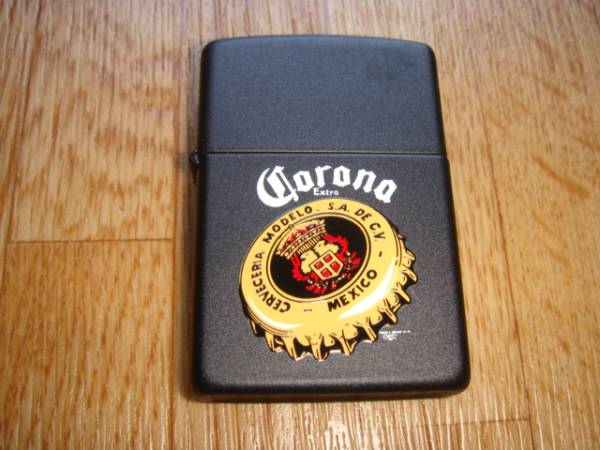 Corona
Extra
CERVECERIA MODELO - S.A. DE C.V. -
- MEXICO